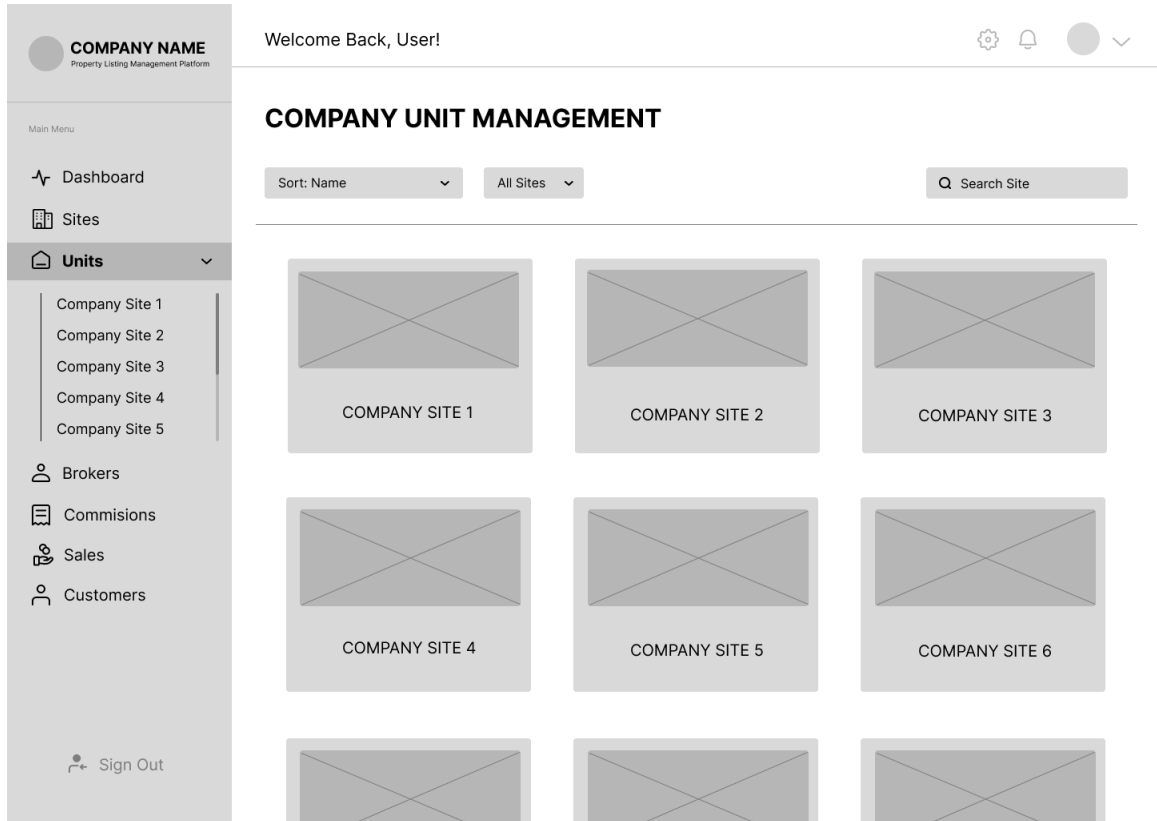 COMPANY NAME
Property Listing Management Platform
Main Menu
Dashboard
Sites
Units
Company Site 1
Company Site 2
Company Site 3
Company Site 4
Company Site 5
Brokers
Commisions
Sales
Customers
Sign Out
Welcome Back, User!
COMPANY UNIT MANAGEMENT
Sort: Name
All Sites
Search Site
COMPANY SITE 1
COMPANY SITE 2
COMPANY SITE 3
COMPANY SITE 4
COMPANY SITE 5
COMPANY SITE 6